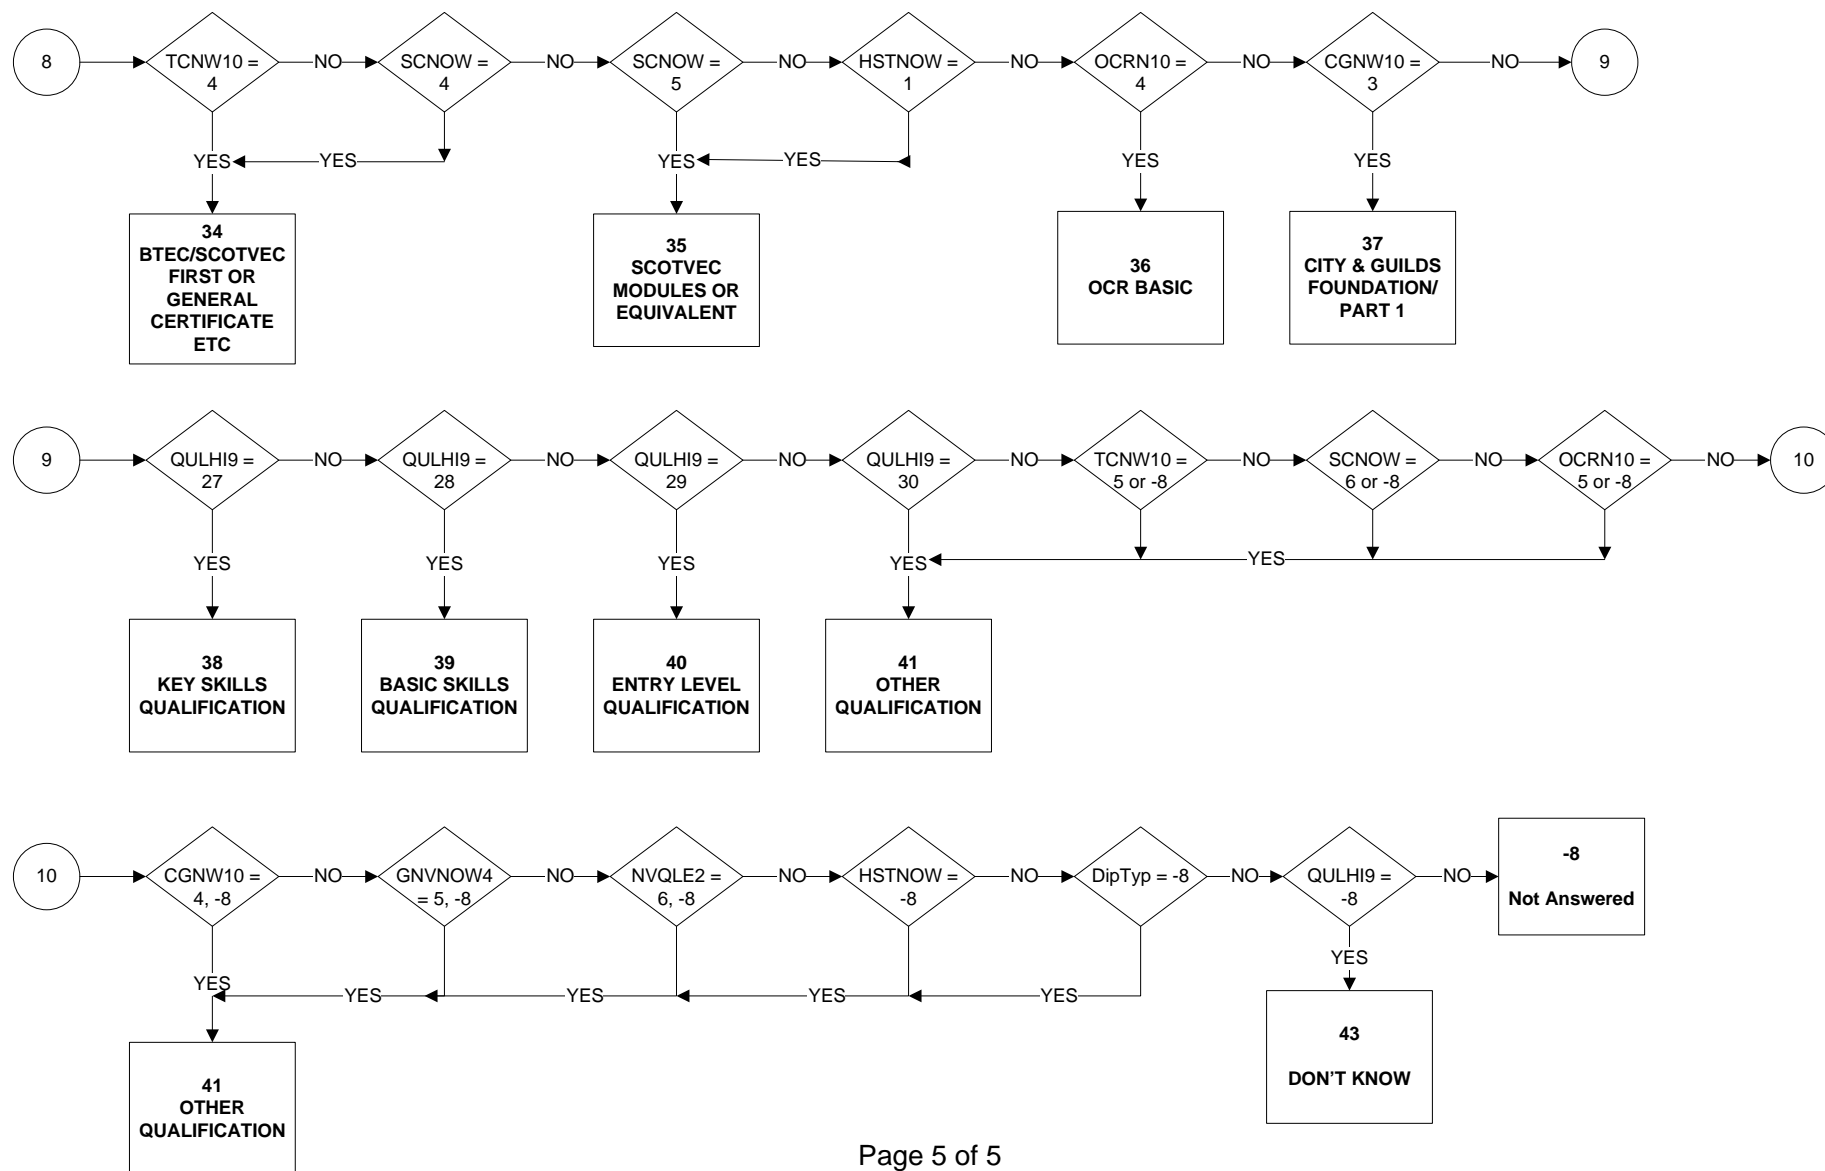 8
TCNW10 =
4
NO
SCNOW =
4
NO
SCNOW =
5
NO
HSTNOW =
1
NO
OCRN10 =
4
NO
CGNW10 =
3
NO
9
YES
YES
YES
YES
YES
YES
34
BTEC/SCOTVEC
FIRST OR
GENERAL
CERTIFICATE
ETC
35
SCOTVEC
MODULES OR
EQUIVALENT
36
OCR BASIC
37
CITY & GUILDS
FOUNDATION/
PART 1
9
QULHI9 =
27
NO
QULHI9 =
28
NO
QULHI9 =
29
NO
QULHI9 =
30
NO
TCNW10 =
5 or -8
NO
SCNOW =
6 or -8
NO
OCRN10 =
5 or -8
NO
10
YES
YES
YES
YES
YES
38
KEY SKILLS
QUALIFICATION
39
BASIC SKILLS
QUALIFICATION
40
ENTRY LEVEL
QUALIFICATION
41
OTHER
QUALIFICATION
10
CGNW10 =
4, -8
NO
GNVNOW4
= 5, -8
NO
NVQLE2 =
6, -8
NO
HSTNOW =
-8
NO
DipTyp = -8
NO
QULHI9 =
-8
NO
-8
Not Answered
YES
YES
YES
YES
YES
YES
41
OTHER
QUALIFICATION
43
DON'T KNOW
Page 5 of 5